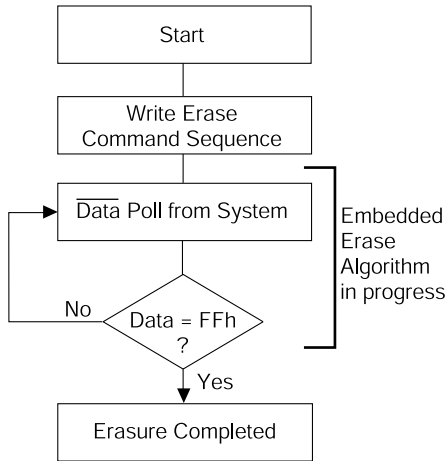 Start
Write Erase
Command Sequence
Data Poll from System
Embedded
Erase
Algorithm
in progress
No
Data = FFh
?
Yes
Erasure Completed